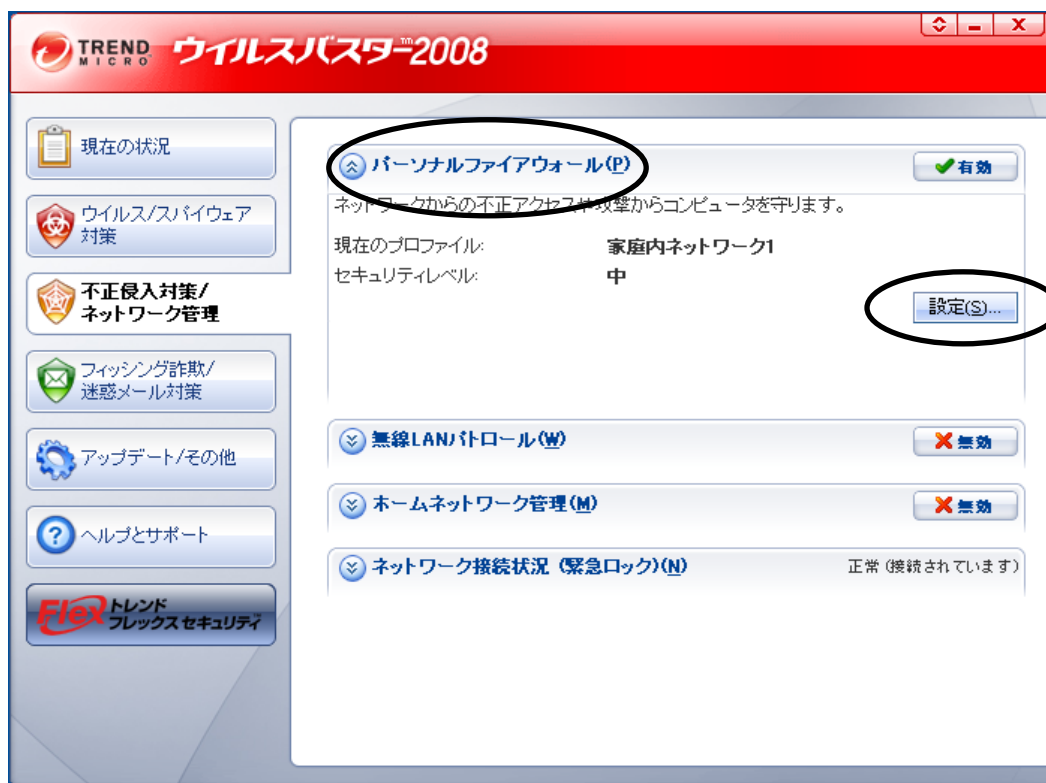 TREND MICRO ウイルスバスター™2008
現在の状況
ウイルス/スパイウェア
対策
不正侵入対策/
ネットワーク管理
フィッシング詐欺/
迷惑メール対策
アップデート/その他
ヘルプとサポート
Flex トレンド
フレックス セキュリティ
パーソナルファイアウォール(P)
有効
ネットワークからの不正アクセスや攻撃からコンピュータを守ります。
現在のプロファイル: 家庭内ネットワーク1
セキュリティレベル: 中
設定(S)...
無線LANパトロール(W)
無効
ホームネットワーク管理(M)
無効
ネットワーク接続状況 (緊急ロック)(N)
正常 (接続されています)